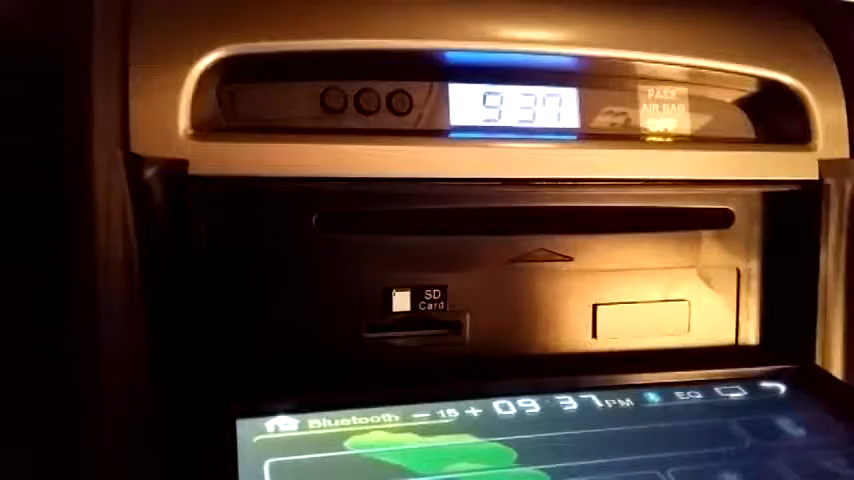 9:37
PASS
AIR BAG
OFF
SD
Card
Bluetooth - 15 + 09 37 PM EQ